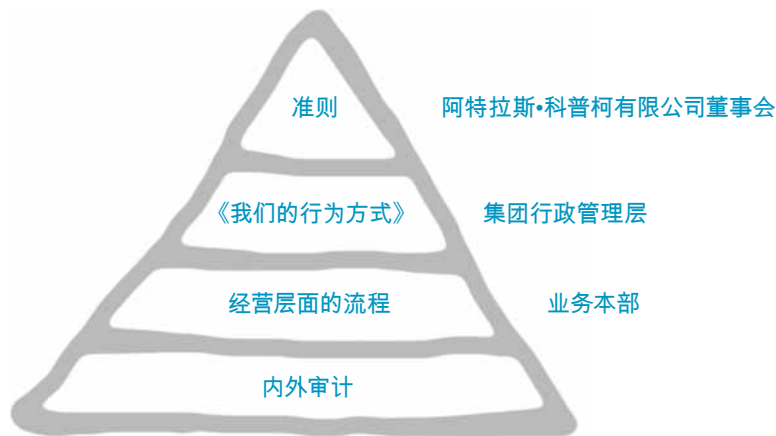 准则
阿特拉斯•科普柯有限公司董事会
《我们的行为方式》
集团行政管理层
经营层面的流程
业务本部
内外审计